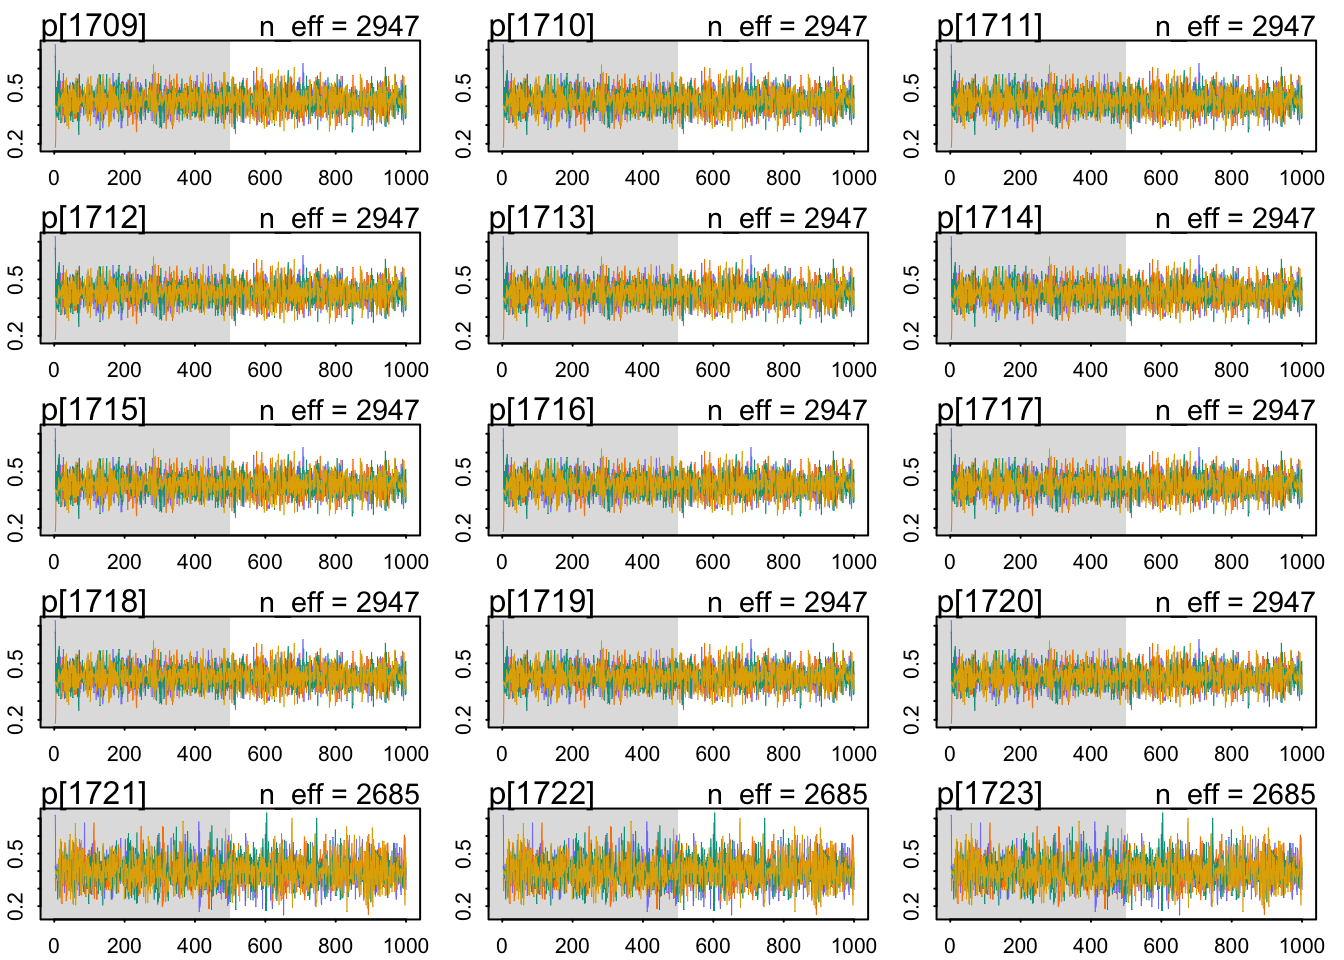 p[1709] n_eff = 2947 p[1710] n_eff = 2947 p[1711] n_eff = 2947
0.2 0.5 0.2 0.5 0.2 0.5
0 200 400 600 800 1000 0 200 400 600 800 1000 0 200 400 600 800 1000
p[1712] n_eff = 2947 p[1713] n_eff = 2947 p[1714] n_eff = 2947
0.2 0.5 0.2 0.5 0.2 0.5
0 200 400 600 800 1000 0 200 400 600 800 1000 0 200 400 600 800 1000
p[1715] n_eff = 2947 p[1716] n_eff = 2947 p[1717] n_eff = 2947
0.2 0.5 0.2 0.5 0.2 0.5
0 200 400 600 800 1000 0 200 400 600 800 1000 0 200 400 600 800 1000
p[1718] n_eff = 2947 p[1719] n_eff = 2947 p[1720] n_eff = 2947
0.2 0.5 0.2 0.5 0.2 0.5
0 200 400 600 800 1000 0 200 400 600 800 1000 0 200 400 600 800 1000
p[1721] n_eff = 2685 p[1722] n_eff = 2685 p[1723] n_eff = 2685
0.2 0.5 0.2 0.5 0.2 0.5
0 200 400 600 800 1000 0 200 400 600 800 1000 0 200 400 600 800 1000